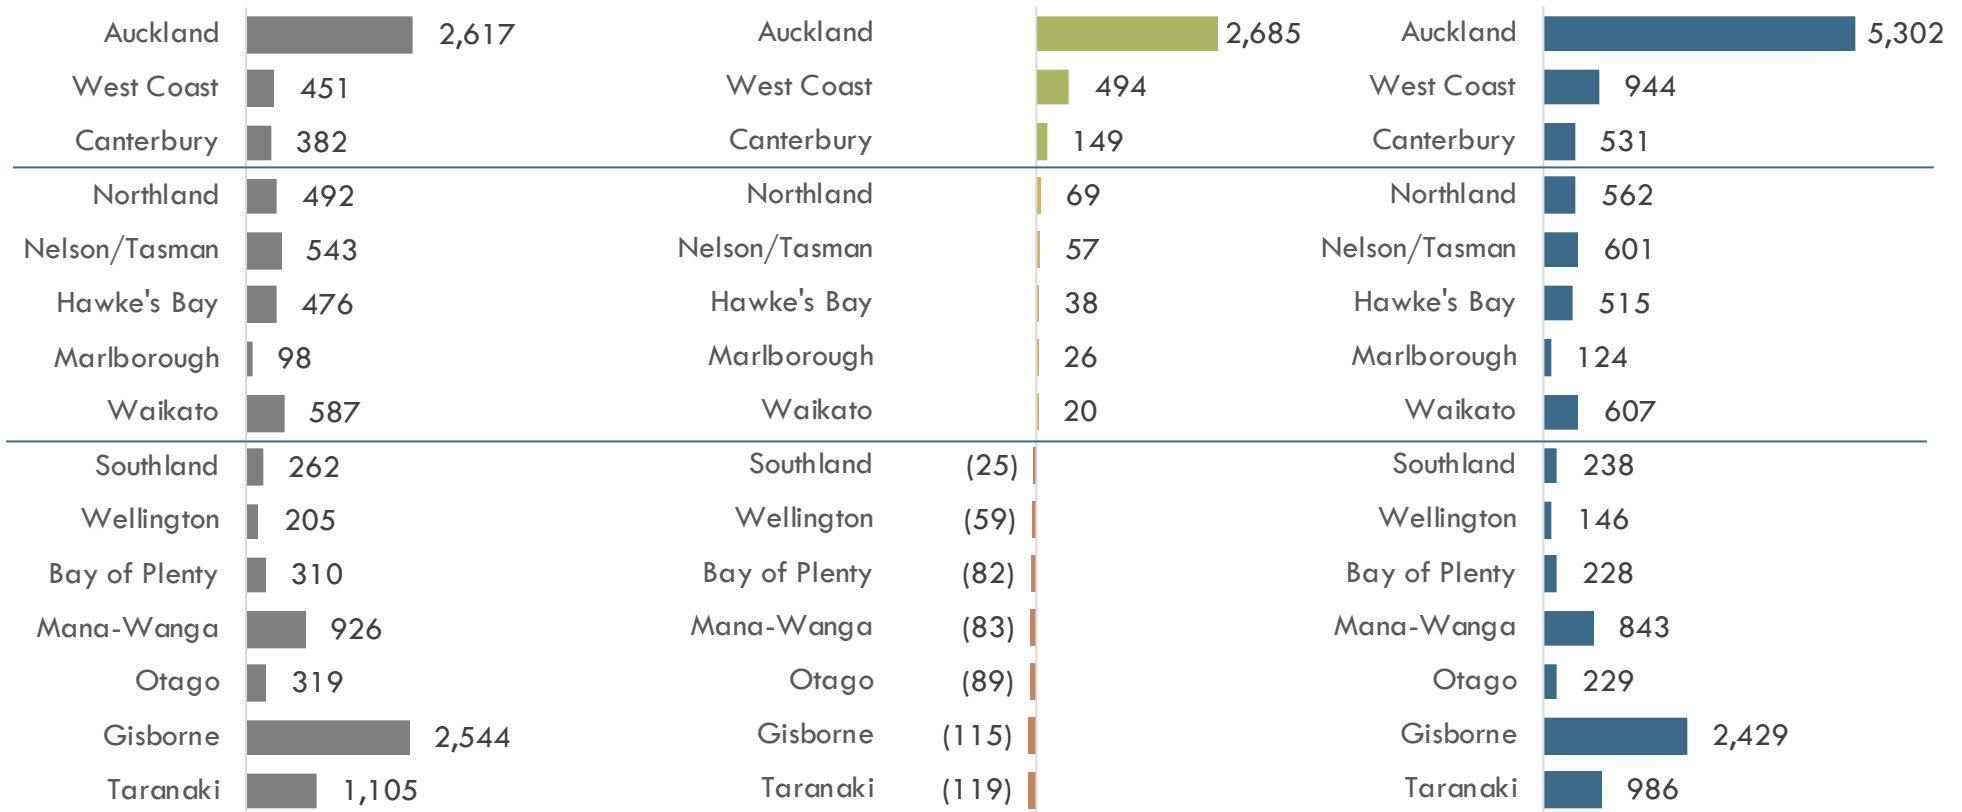 Auckland 2,617 Auckland 2,685 Auckland 5,302
West Coast 451 West Coast 494 West Coast 944
Canterbury 382 Canterbury 149 Canterbury 531
Northland 492 Northland 69 Northland 562
Nelson/Tasman 543 Nelson/Tasman 57 Nelson/Tasman 601
Hawke's Bay 476 Hawke's Bay 38 Hawke's Bay 515
Marlborough 98 Marlborough 26 Marlborough 124
Waikato 587 Waikato 20 Waikato 607
Southland 262 Southland (25) Southland 238
Wellington 205 Wellington (59) Wellington 146
Bay of Plenty 310 Bay of Plenty (82) Bay of Plenty 228
Mana-Wanga 926 Mana-Wanga (83) Mana-Wanga 843
Otago 319 Otago (89) Otago 229
Gisborne 2,544 Gisborne (115) Gisborne 2,429
Taranaki 1,105 Taranaki (119) Taranaki 986